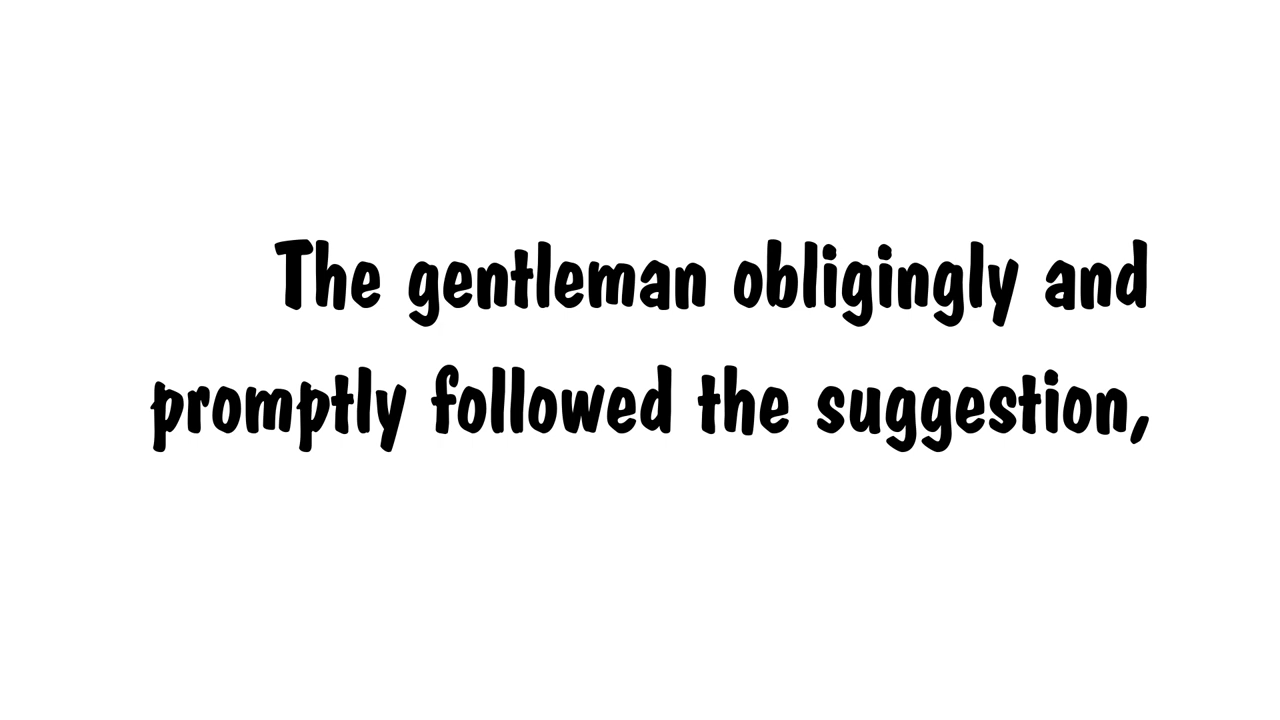 The gentleman obligingly and
promptly followed the suggestion,